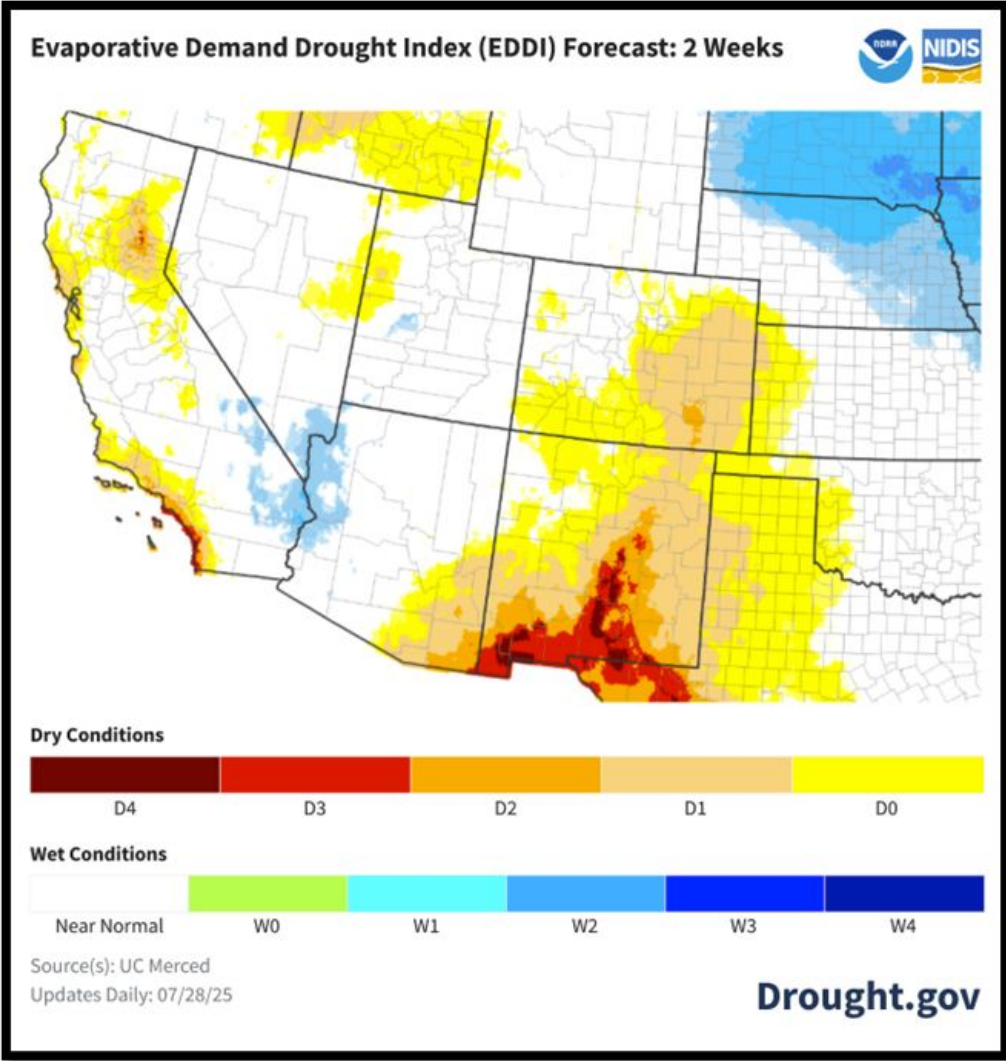 Evaporative Demand Drought Index (EDDI) Forecast: 2 Weeks
NOAA
NIDIS
Dry Conditions
D4 D3 D2 D1 D0
Wet Conditions
Near Normal W0 W1 W2 W3 W4
Source(s): UC Merced
Updates Daily: 07/28/25
Drought.gov